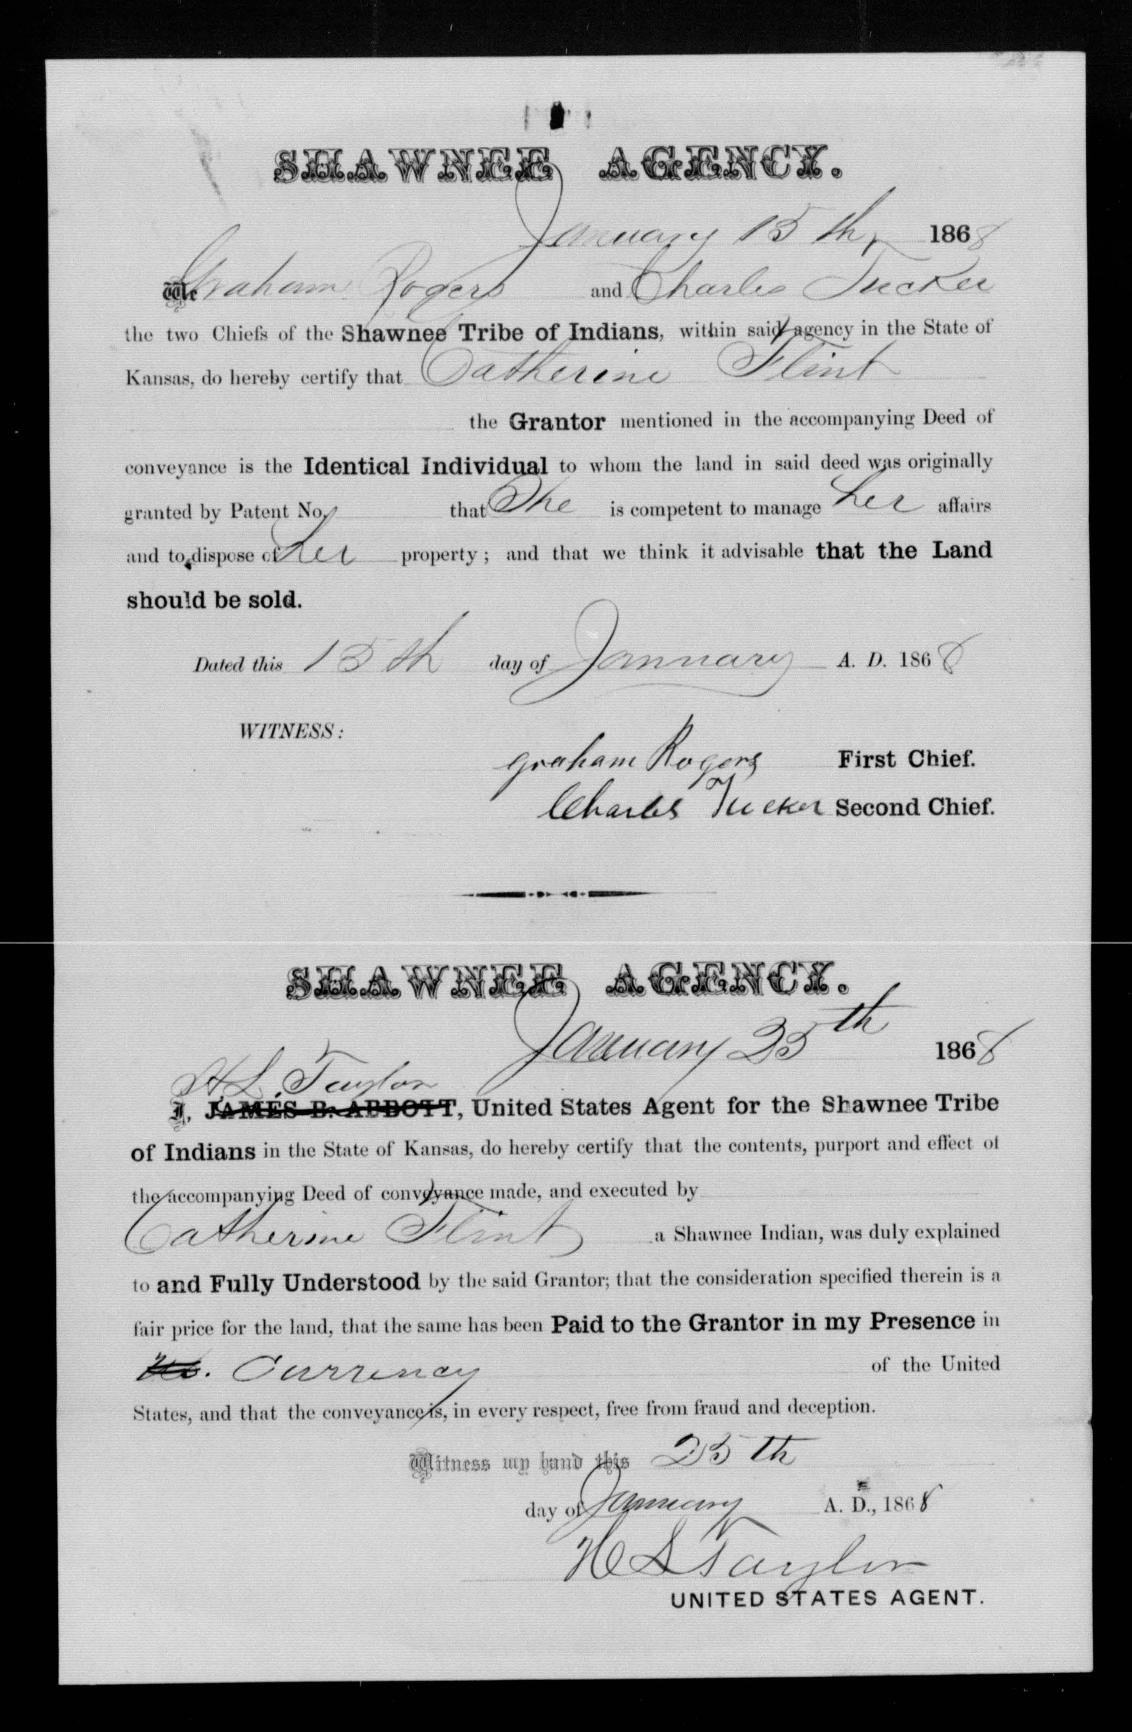 SHAWNEE AGENCY.
January 15th, 1868
We Graham Rogers and Charles Tucker
the two Chiefs of the Shawnee Tribe of Indians, within said agency in the State of
Kansas, do hereby certify that Catherine Flint
the Grantor mentioned in the accompanying Deed of
conveyance is the Identical Individual to whom the land in said deed was originally
granted by Patent No. that She is competent to manage her affairs
and to dispose of her property; and that we think it advisable that the Land
should be sold.
Dated this 15th day of January A. D. 1868
WITNESS:
Graham Rogers First Chief.
Charles Tucker Second Chief.
SHAWNEE AGENCY.
January 25th 1868
H L Taylor
I, JAMES B. ABBOTT, United States Agent for the Shawnee Tribe
of Indians in the State of Kansas, do hereby certify that the contents, purport and effect of
the accompanying Deed of conveyance made, and executed by
Catherine Flint a Shawnee Indian, was duly explained
to and Fully Understood by the said Grantor; that the consideration specified therein is a
fair price for the land, that the same has been Paid to the Grantor in my Presence in
Currency of the United
States, and that the conveyance is, in every respect, free from fraud and deception.
Witness my hand this 25th
day of January A. D., 1868
H L Taylor
UNITED STATES AGENT.